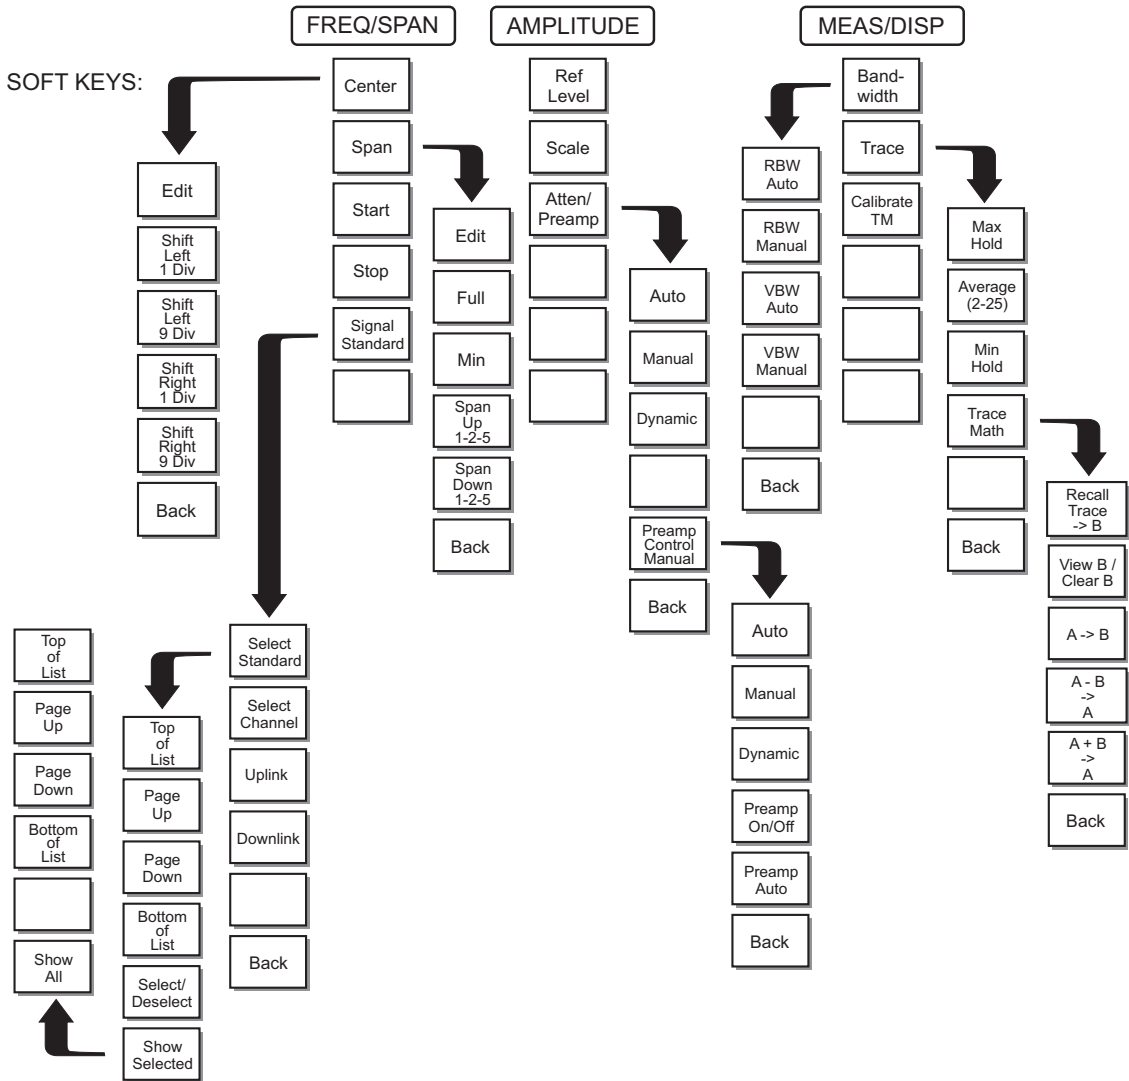 FREQ/SPAN
AMPLITUDE
MEAS/DISP
SOFT KEYS:
Center
Span
Start
Stop
Signal
Standard
Edit
Shift
Left
1 Div
Shift
Left
9 Div
Shift
Right
1 Div
Shift
Right
9 Div
Back
Edit
Full
Min
Span
Up
1-2-5
Span
Down
1-2-5
Back
Select
Standard
Select
Channel
Uplink
Downlink
Back
Top
of
List
Page
Up
Page
Down
Bottom
of
List
Select/
Deselect
Show
Selected
Top
of
List
Page
Up
Page
Down
Bottom
of
List
Show
All
Ref
Level
Scale
Atten/
Preamp
Auto
Manual
Dynamic
Preamp
Control
Manual
Back
Auto
Manual
Dynamic
Preamp
On/Off
Preamp
Auto
Back
Band-
width
Trace
Calibrate
TM
RBW
Auto
RBW
Manual
VBW
Auto
VBW
Manual
Back
Max
Hold
Average
(2-25)
Min
Hold
Trace
Math
Back
Recall
Trace
-> B
View B /
Clear B
A -> B
A - B
->
A
A + B
->
A
Back